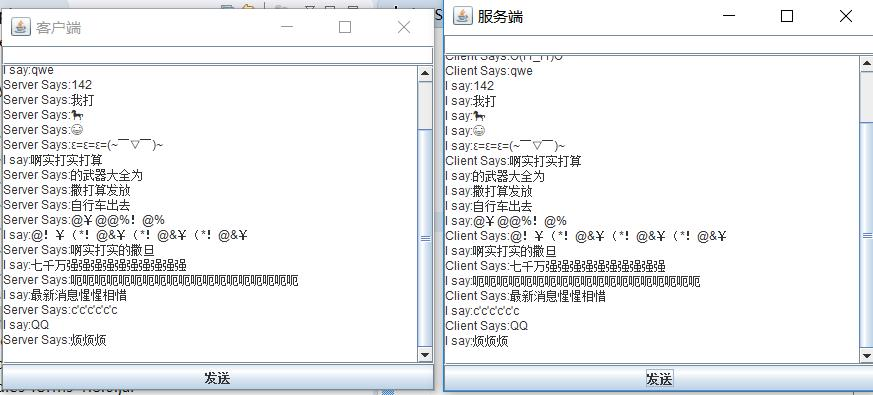 客户端
I say:qwe
Server Says:142
Server Says:我打
Server Says:🐎
Server Says:😄
Server Says:ε=ε=ε=(~￣▽￣)~
I say:啊实打实打算
Server Says:的武器大全为
Server Says:撒打算发放
Server Says:自行车出去
Server Says:@￥@@%！@%
I say:@！￥（*！@&￥（*！@&￥（*！@&￥
Server Says:啊实打实的撒旦
I say:七千万强强强强强强强强强强
Server Says:呃呃呃呃呃呃呃呃呃呃呃呃呃呃呃呃呃呃呃
I say:最新消息惺惺相惜
Server Says:c'c'c'c'c'c
I say:QQ
Server Says:烦烦烦
发送
服务端
Client Says:qwe
I say:142
I say:我打
I say:🐎
I say:😄
I say:ε=ε=ε=(~￣▽￣)~
Client Says:啊实打实打算
I say:的武器大全为
I say:撒打算发放
I say:自行车出去
I say:@￥@@%！@%
Client Says:@！￥（*！@&￥（*！@&￥（*！@&￥
I say:啊实打实的撒旦
Client Says:七千万强强强强强强强强强强
I say:呃呃呃呃呃呃呃呃呃呃呃呃呃呃呃呃呃呃呃
Client Says:最新消息惺惺相惜
I say:c'c'c'c'c'c
Client Says:QQ
I say:烦烦烦
发送